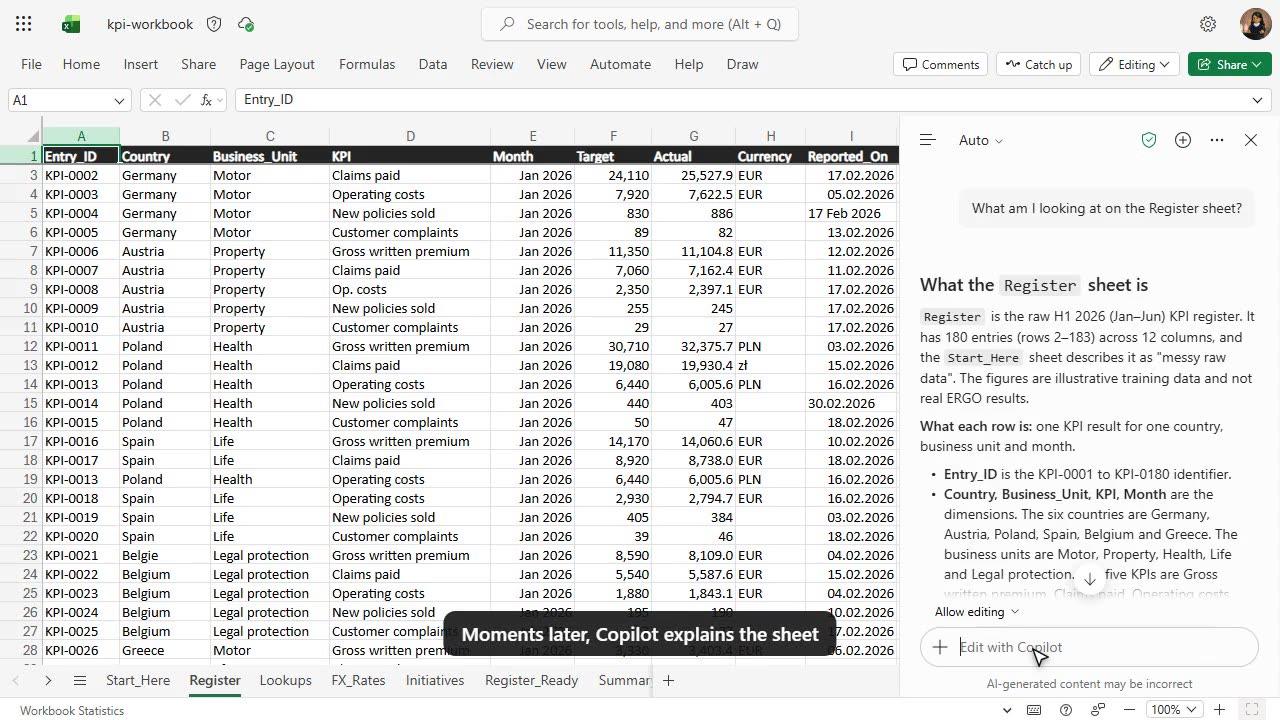 kpi-workbook
Search for tools, help, and more (Alt + Q)
File Home Insert Share Page Layout Formulas Data Review View Automate Help Draw
Comments Catch up Editing Share
A1 fx Entry_ID
A B C D E F G H I
1 Entry_ID Country Business_Unit KPI Month Target Actual Currency Reported_On
3 KPI-0002 Germany Motor Claims paid Jan 2026 24,110 25,527.9 EUR 17.02.2026
4 KPI-0003 Germany Motor Operating costs Jan 2026 7,920 7,622.5 EUR 05.02.2026
5 KPI-0004 Germany Motor New policies sold Jan 2026 830 886 17 Feb 2026
6 KPI-0005 Germany Motor Customer complaints Jan 2026 89 82 13.02.2026
7 KPI-0006 Austria Property Gross written premium Jan 2026 11,350 11,104.8 EUR 12.02.2026
8 KPI-0007 Austria Property Claims paid Jan 2026 7,060 7,162.4 EUR 11.02.2026
9 KPI-0008 Austria Property Op. costs Jan 2026 2,350 2,397.1 EUR 17.02.2026
10 KPI-0009 Austria Property New policies sold Jan 2026 255 245 17.02.2026
11 KPI-0010 Austria Property Customer complaints Jan 2026 29 27 17.02.2026
12 KPI-0011 Poland Health Gross written premium Jan 2026 30,710 32,375.7 PLN 03.02.2026
13 KPI-0012 Poland Health Claims paid Jan 2026 19,080 19,930.4 zł 15.02.2026
14 KPI-0013 Poland Health Operating costs Jan 2026 6,440 6,005.6 PLN 16.02.2026
15 KPI-0014 Poland Health New policies sold Jan 2026 440 403 30.02.2026
16 KPI-0015 Poland Health Customer complaints Jan 2026 50 47 18.02.2026
17 KPI-0016 Spain Life Gross written premium Jan 2026 14,170 14,060.6 EUR 10.02.2026
18 KPI-0017 Spain Life Claims paid Jan 2026 8,920 8,738.0 EUR 18.02.2026
19 KPI-0013 Poland Health Operating costs Jan 2026 6,440 6,005.6 PLN 16.02.2026
20 KPI-0018 Spain Life Operating costs Jan 2026 2,930 2,794.7 EUR 16.02.2026
21 KPI-0019 Spain Life New policies sold Jan 2026 405 384 03.02.2026
22 KPI-0020 Spain Life Customer complaints Jan 2026 39 46 18.02.2026
23 KPI-0021 Belgie Legal protection Gross written premium Jan 2026 8,590 8,109.0 EUR 04.02.2026
24 KPI-0022 Belgium Legal protection Claims paid Jan 2026 5,540 5,587.6 EUR 15.02.2026
25 KPI-0023 Belgium Legal protection Operating costs Jan 2026 1,880 1,843.1 EUR 04.02.2026
26 KPI-0024 Belgium Legal protection New policies sold
27 KPI-0025 Belgium Legal protection Customer
28 KPI-0026 Greece Motor Gross written
Moments later, Copilot explains the sheet
Start_Here Register Lookups FX_Rates Initiatives Register_Ready Summar
Workbook Statistics
100%
Auto
What am I looking at on the Register sheet?
What the Register sheet is
Register is the raw H1 2026 (Jan–Jun) KPI register. It
has 180 entries (rows 2–183) across 12 columns, and
the Start_Here sheet describes it as "messy raw
data". The figures are illustrative training data and not
real ERGO results.
What each row is: one KPI result for one country,
business unit and month.
• Entry_ID is the KPI-0001 to KPI-0180 identifier.
• Country, Business_Unit, KPI, Month are the
dimensions. The six countries are Germany,
Austria, Poland, Spain, Belgium and Greece. The
business units are Motor, Property, Health, Life
and Legal protection. five KPIs are Gross
written premium, Claims paid, Operating costs
Allow editing
Edit with Copilot
AI-generated content may be incorrect